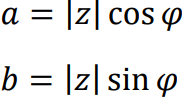 a = |z| cos φ
b = |z| sin φ